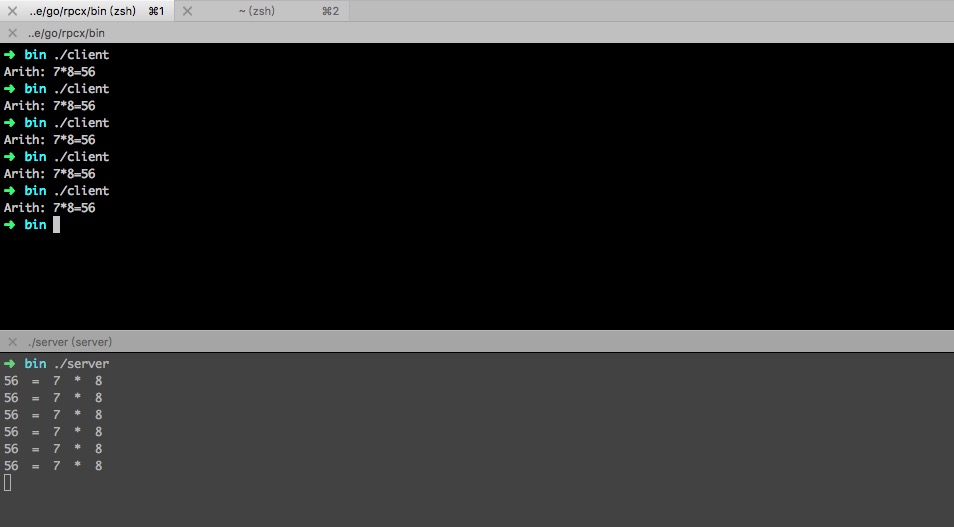 ..e/go/rpcx/bin (zsh) ⌘1 ~ (zsh) ⌘2
..e/go/rpcx/bin
➜ bin ./client
Arith: 7*8=56
➜ bin ./client
Arith: 7*8=56
➜ bin ./client
Arith: 7*8=56
➜ bin ./client
Arith: 7*8=56
➜ bin ./client
Arith: 7*8=56
➜ bin
./server (server)
➜ bin ./server
56 = 7 * 8
56 = 7 * 8
56 = 7 * 8
56 = 7 * 8
56 = 7 * 8
56 = 7 * 8